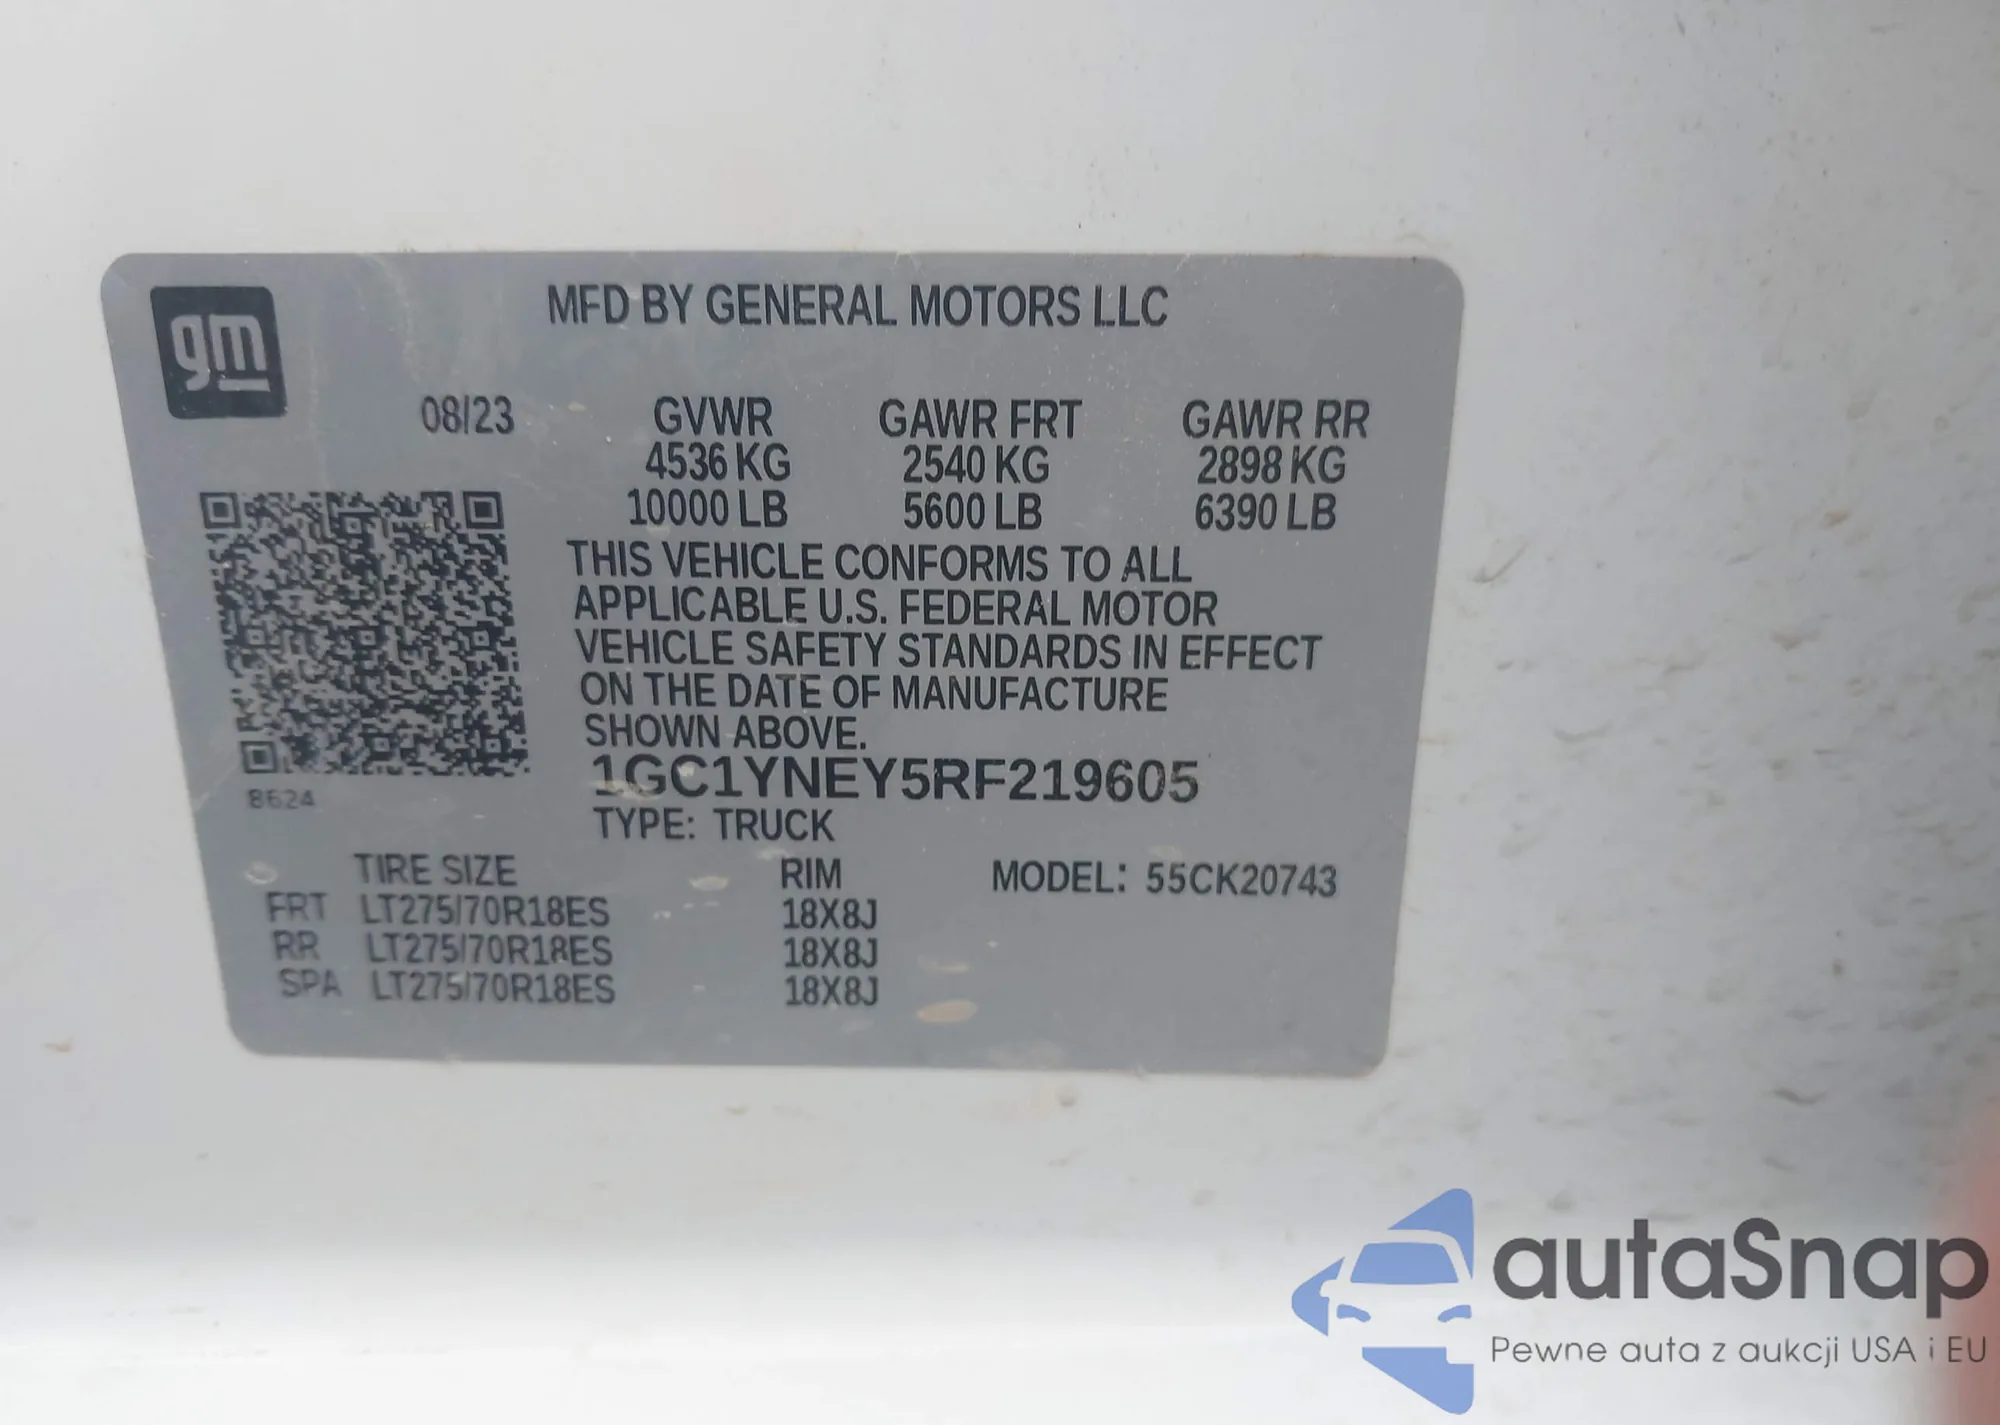 gm
MFD BY GENERAL MOTORS LLC
08/23 GVWR GAWR FRT GAWR RR
4536 KG 2540 KG 2898 KG
10000 LB 5600 LB 6390 LB
THIS VEHICLE CONFORMS TO ALL
APPLICABLE U.S. FEDERAL MOTOR
VEHICLE SAFETY STANDARDS IN EFFECT
ON THE DATE OF MANUFACTURE
SHOWN ABOVE.
1GC1YNEY5RF219605
8624
TYPE: TRUCK
TIRE SIZE RIM MODEL: 55CK20743
FRT LT275/70R18ES 18X8J
RR LT275/70R18ES 18X8J
SPA LT275/70R18ES 18X8J
autaSnap
Pewne auta z aukcji USA i EU